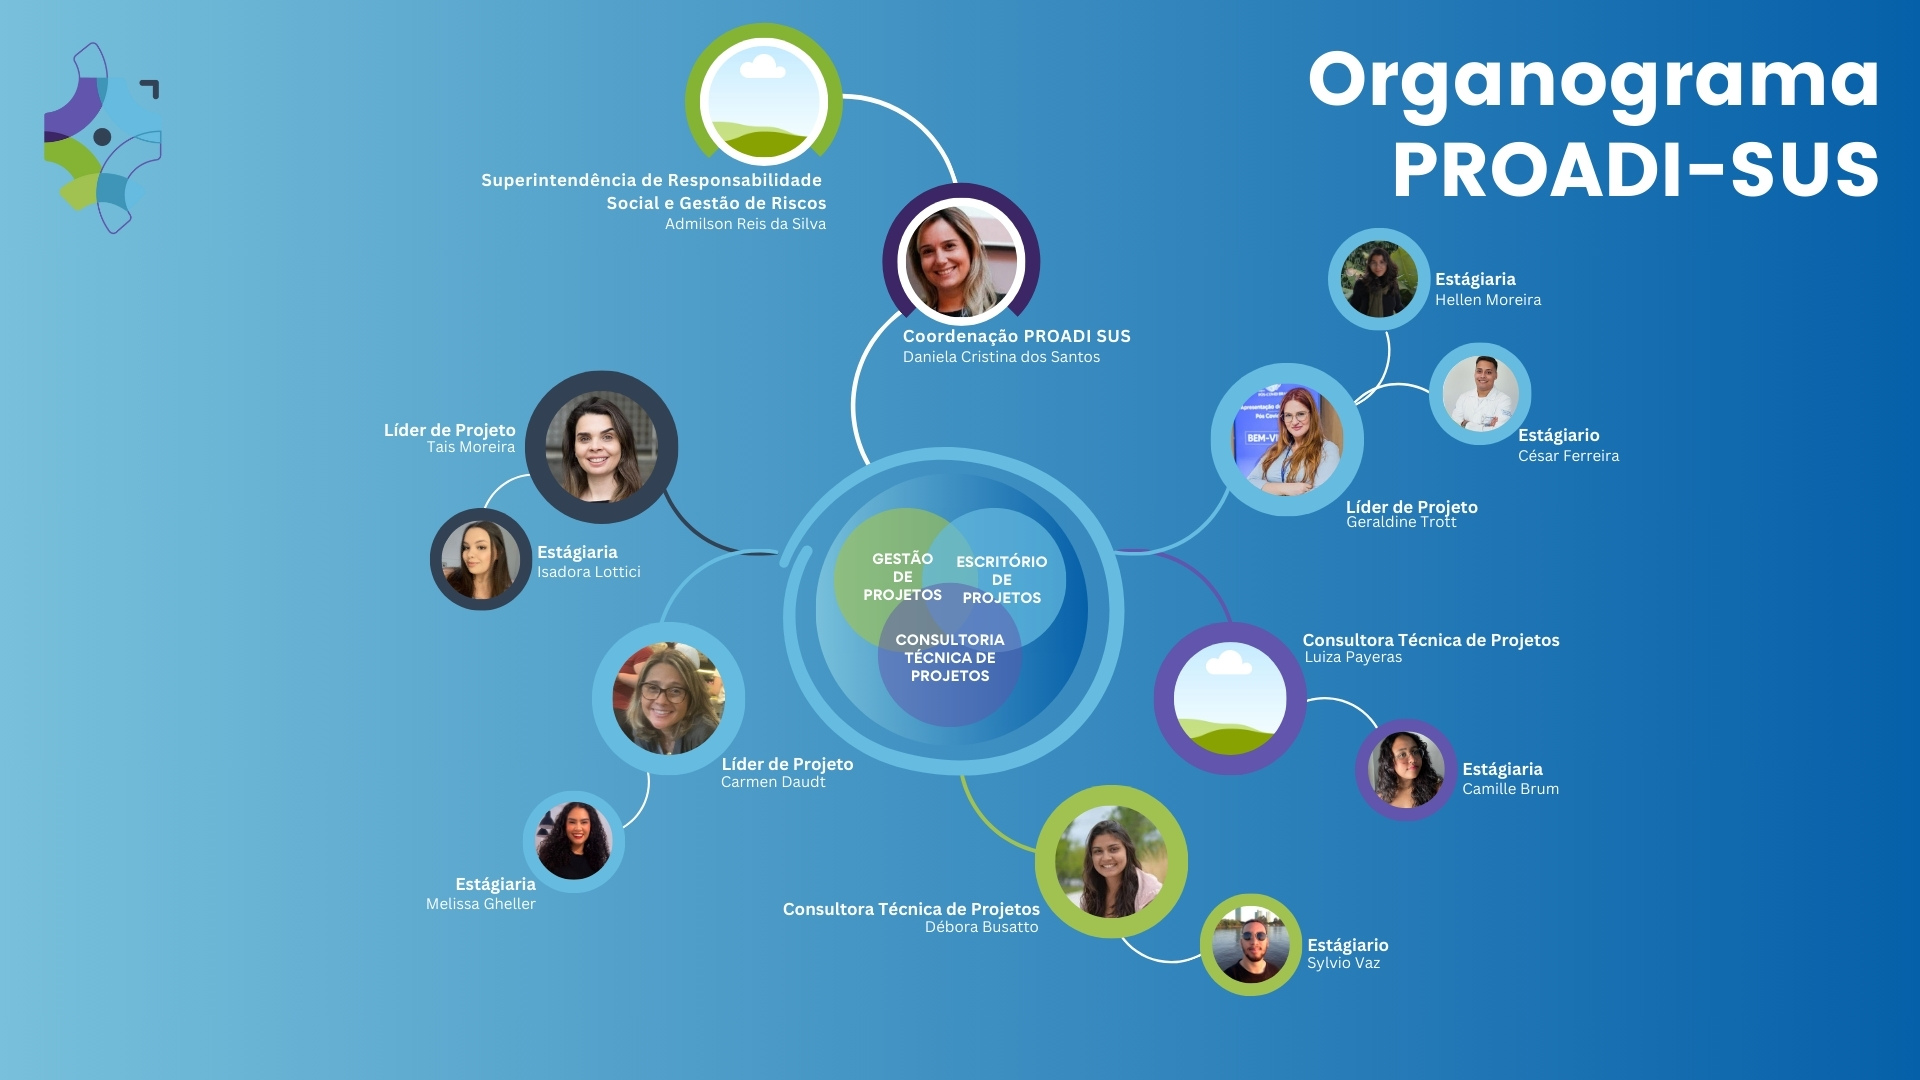 Organograma
PROADI-SUS
Superintendência de Responsabilidade
Social e Gestão de Riscos
Admilson Reis da Silva
Coordenação PROADI SUS
Daniela Cristina dos Santos
Estágiaria
Hellen Moreira
Estágiario
César Ferreira
BEM-VI
Líder de Projeto
Geraldine Trott
Líder de Projeto
Tais Moreira
Estágiaria
Isadora Lottici
GESTÃO
DE
PROJETOS
ESCRITÓRIO
DE
PROJETOS
CONSULTORIA
TÉCNICA DE
PROJETOS
Consultora Técnica de Projetos
Luiza Payeras
Estágiaria
Camille Brum
Líder de Projeto
Carmen Daudt
Estágiaria
Melissa Gheller
Consultora Técnica de Projetos
Débora Busatto
Estágiario
Sylvio Vaz